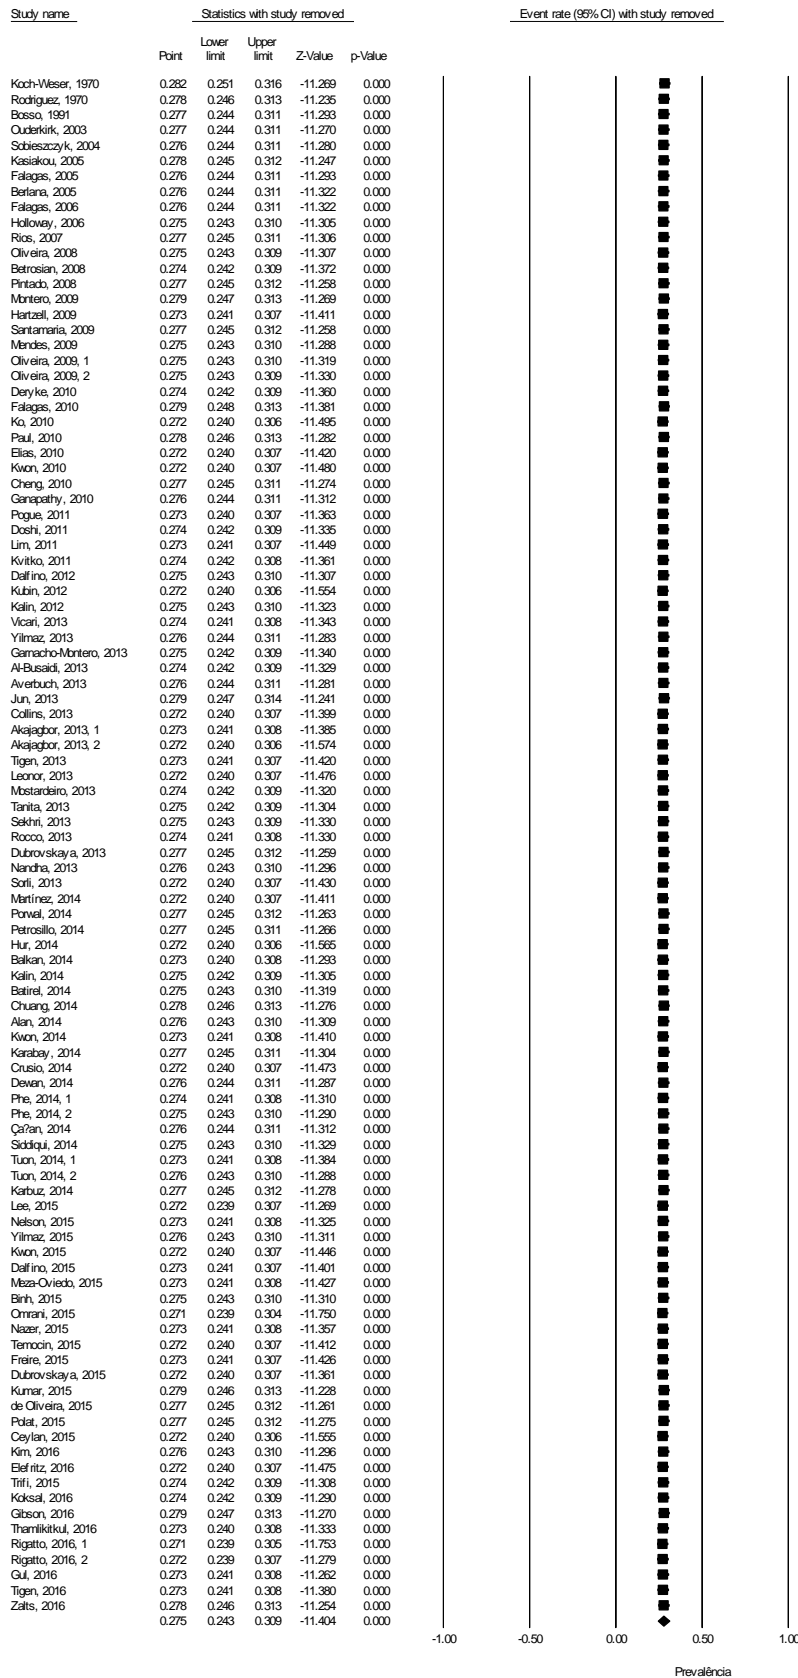 Study name Statistics with study removed Event rate (95% CI) with study removed
Lower Upper
Point limit limit Z-Value p-Value
Koch-Weser, 1970 0.282 0.251 0.316 -11.269 0.000
Rodriguez, 1970 0.278 0.246 0.313 -11.235 0.000
Bosso, 1991 0.277 0.244 0.311 -11.293 0.000
Ouderkirk, 2003 0.277 0.244 0.311 -11.270 0.000
Sobieszczyk, 2004 0.276 0.244 0.311 -11.280 0.000
Kasiakou, 2005 0.278 0.245 0.312 -11.247 0.000
Falagas, 2005 0.276 0.244 0.311 -11.293 0.000
Berlana, 2005 0.276 0.244 0.311 -11.322 0.000
Falagas, 2006 0.276 0.244 0.311 -11.322 0.000
Holloway, 2006 0.275 0.243 0.310 -11.305 0.000
Rios, 2007 0.277 0.245 0.311 -11.306 0.000
Oliveira, 2008 0.275 0.243 0.309 -11.307 0.000
Betrosian, 2008 0.274 0.242 0.309 -11.372 0.000
Pintado, 2008 0.277 0.245 0.312 -11.258 0.000
Montero, 2009 0.279 0.247 0.313 -11.269 0.000
Hartzell, 2009 0.273 0.241 0.307 -11.411 0.000
Santamaria, 2009 0.277 0.245 0.312 -11.258 0.000
Mendes, 2009 0.275 0.243 0.310 -11.288 0.000
Oliveira, 2009, 1 0.275 0.243 0.310 -11.319 0.000
Oliveira, 2009, 2 0.275 0.243 0.309 -11.330 0.000
Deryke, 2010 0.274 0.242 0.309 -11.360 0.000
Falagas, 2010 0.279 0.248 0.313 -11.381 0.000
Ko, 2010 0.272 0.240 0.306 -11.495 0.000
Paul, 2010 0.278 0.246 0.313 -11.282 0.000
Elias, 2010 0.272 0.240 0.307 -11.420 0.000
Kwon, 2010 0.272 0.240 0.307 -11.480 0.000
Cheng, 2010 0.277 0.245 0.311 -11.274 0.000
Ganapathy, 2010 0.276 0.244 0.311 -11.312 0.000
Pogue, 2011 0.273 0.240 0.307 -11.363 0.000
Doshi, 2011 0.274 0.242 0.309 -11.335 0.000
Lim, 2011 0.273 0.241 0.307 -11.449 0.000
Kvitko, 2011 0.274 0.242 0.308 -11.361 0.000
Dalfino, 2012 0.275 0.243 0.310 -11.307 0.000
Kubin, 2012 0.272 0.240 0.306 -11.554 0.000
Kalin, 2012 0.275 0.243 0.310 -11.323 0.000
Vicari, 2013 0.274 0.241 0.308 -11.343 0.000
Yilmaz, 2013 0.276 0.244 0.311 -11.283 0.000
Garnacho-Montero, 2013 0.275 0.242 0.309 -11.340 0.000
Al-Busaidi, 2013 0.274 0.242 0.309 -11.329 0.000
Averbuch, 2013 0.276 0.244 0.311 -11.281 0.000
Jun, 2013 0.279 0.247 0.314 -11.241 0.000
Collins, 2013 0.272 0.240 0.307 -11.399 0.000
Akajagbor, 2013, 1 0.273 0.241 0.308 -11.385 0.000
Akajagbor, 2013, 2 0.272 0.240 0.306 -11.574 0.000
Tigen, 2013 0.273 0.241 0.307 -11.420 0.000
Leonor, 2013 0.272 0.240 0.307 -11.476 0.000
Mostardeiro, 2013 0.274 0.242 0.309 -11.320 0.000
Tanita, 2013 0.275 0.242 0.309 -11.304 0.000
Sekhri, 2013 0.275 0.243 0.309 -11.330 0.000
Rocco, 2013 0.274 0.241 0.308 -11.330 0.000
Dubrovskaya, 2013 0.277 0.245 0.312 -11.259 0.000
Nandha, 2013 0.276 0.243 0.310 -11.296 0.000
Sorli, 2013 0.272 0.240 0.307 -11.430 0.000
Martínez, 2014 0.272 0.240 0.307 -11.411 0.000
Porwal, 2014 0.277 0.245 0.312 -11.263 0.000
Petrosillo, 2014 0.277 0.245 0.311 -11.266 0.000
Hur, 2014 0.272 0.240 0.306 -11.565 0.000
Balkan, 2014 0.273 0.240 0.308 -11.293 0.000
Kalin, 2014 0.275 0.242 0.309 -11.305 0.000
Batirel, 2014 0.275 0.243 0.310 -11.319 0.000
Chuang, 2014 0.278 0.246 0.313 -11.276 0.000
Alan, 2014 0.276 0.243 0.310 -11.309 0.000
Kwon, 2014 0.273 0.241 0.308 -11.410 0.000
Karabay, 2014 0.277 0.245 0.311 -11.304 0.000
Crusio, 2014 0.272 0.240 0.307 -11.473 0.000
Dewan, 2014 0.276 0.244 0.311 -11.287 0.000
Phe, 2014, 1 0.274 0.241 0.308 -11.310 0.000
Phe, 2014, 2 0.275 0.243 0.310 -11.290 0.000
Ça?an, 2014 0.276 0.244 0.311 -11.312 0.000
Siddiqui, 2014 0.275 0.243 0.310 -11.329 0.000
Tuon, 2014, 1 0.273 0.241 0.308 -11.384 0.000
Tuon, 2014, 2 0.276 0.243 0.310 -11.288 0.000
Karbuz, 2014 0.277 0.245 0.312 -11.278 0.000
Lee, 2015 0.272 0.239 0.307 -11.269 0.000
Nelson, 2015 0.273 0.241 0.308 -11.325 0.000
Yilmaz, 2015 0.276 0.243 0.310 -11.311 0.000
Kwon, 2015 0.272 0.240 0.307 -11.446 0.000
Dalfino, 2015 0.273 0.241 0.307 -11.401 0.000
Meza-Oviedo, 2015 0.273 0.241 0.308 -11.427 0.000
Binh, 2015 0.275 0.243 0.310 -11.310 0.000
Omrani, 2015 0.271 0.239 0.304 -11.750 0.000
Nazer, 2015 0.273 0.241 0.308 -11.357 0.000
Temocin, 2015 0.272 0.240 0.307 -11.412 0.000
Freire, 2015 0.273 0.241 0.307 -11.426 0.000
Dubrovskaya, 2015 0.272 0.240 0.307 -11.361 0.000
Kumar, 2015 0.279 0.246 0.313 -11.228 0.000
de Oliveira, 2015 0.277 0.245 0.312 -11.261 0.000
Polat, 2015 0.277 0.245 0.312 -11.275 0.000
Ceylan, 2015 0.272 0.240 0.306 -11.555 0.000
Kim, 2016 0.276 0.243 0.310 -11.296 0.000
Elefritz, 2016 0.272 0.240 0.307 -11.475 0.000
Trifi, 2015 0.274 0.242 0.309 -11.308 0.000
Koksal, 2016 0.274 0.242 0.309 -11.290 0.000
Gibson, 2016 0.279 0.247 0.313 -11.270 0.000
Thamlikitkul, 2016 0.273 0.240 0.308 -11.333 0.000
Rigatto, 2016, 1 0.271 0.239 0.305 -11.753 0.000
Rigatto, 2016, 2 0.272 0.239 0.307 -11.279 0.000
Gul, 2016 0.273 0.241 0.308 -11.262 0.000
Tigen, 2016 0.273 0.241 0.308 -11.380 0.000
Zalts, 2016 0.278 0.246 0.313 -11.254 0.000
0.275 0.243 0.309 -11.404 0.000
-1.00 -0.50 0.00 0.50 1.00
Prevalência